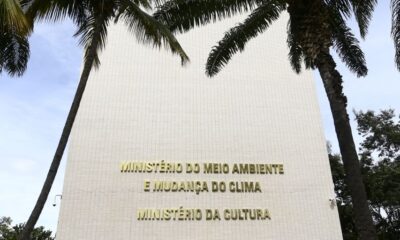 MINISTÉRIO DO MEIO AMBIENTE
E MUDANÇA DO CLIMA
MINISTÉRIO DA CULTURA